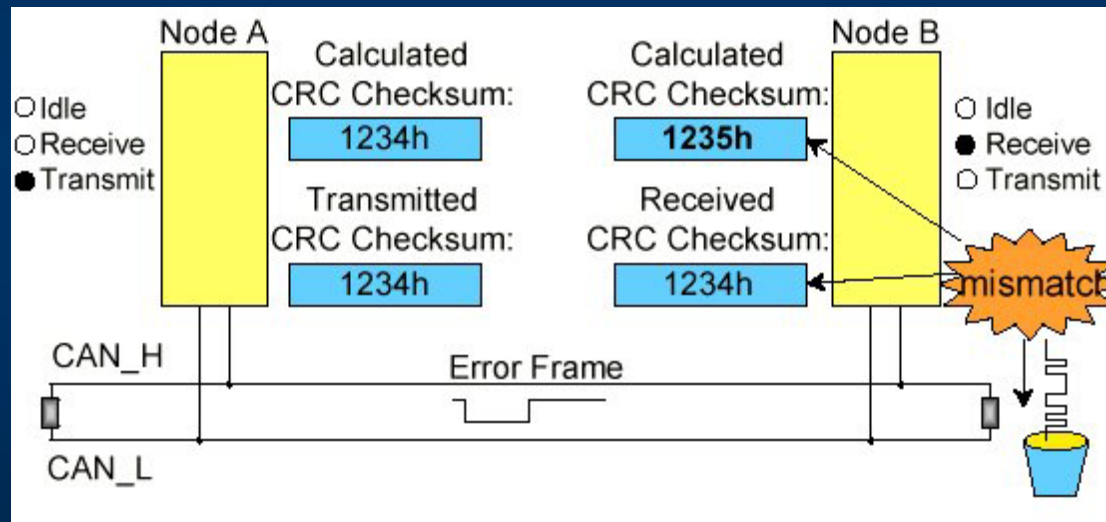 Node A
Calculated
CRC Checksum:
1234h
Transmitted
CRC Checksum:
1234h
Idle
Receive
Transmit
Node B
Calculated
CRC Checksum:
1235h
Received
CRC Checksum:
1234h
Idle
Receive
Transmit
mismatch
CAN_H
Error Frame
CAN_L